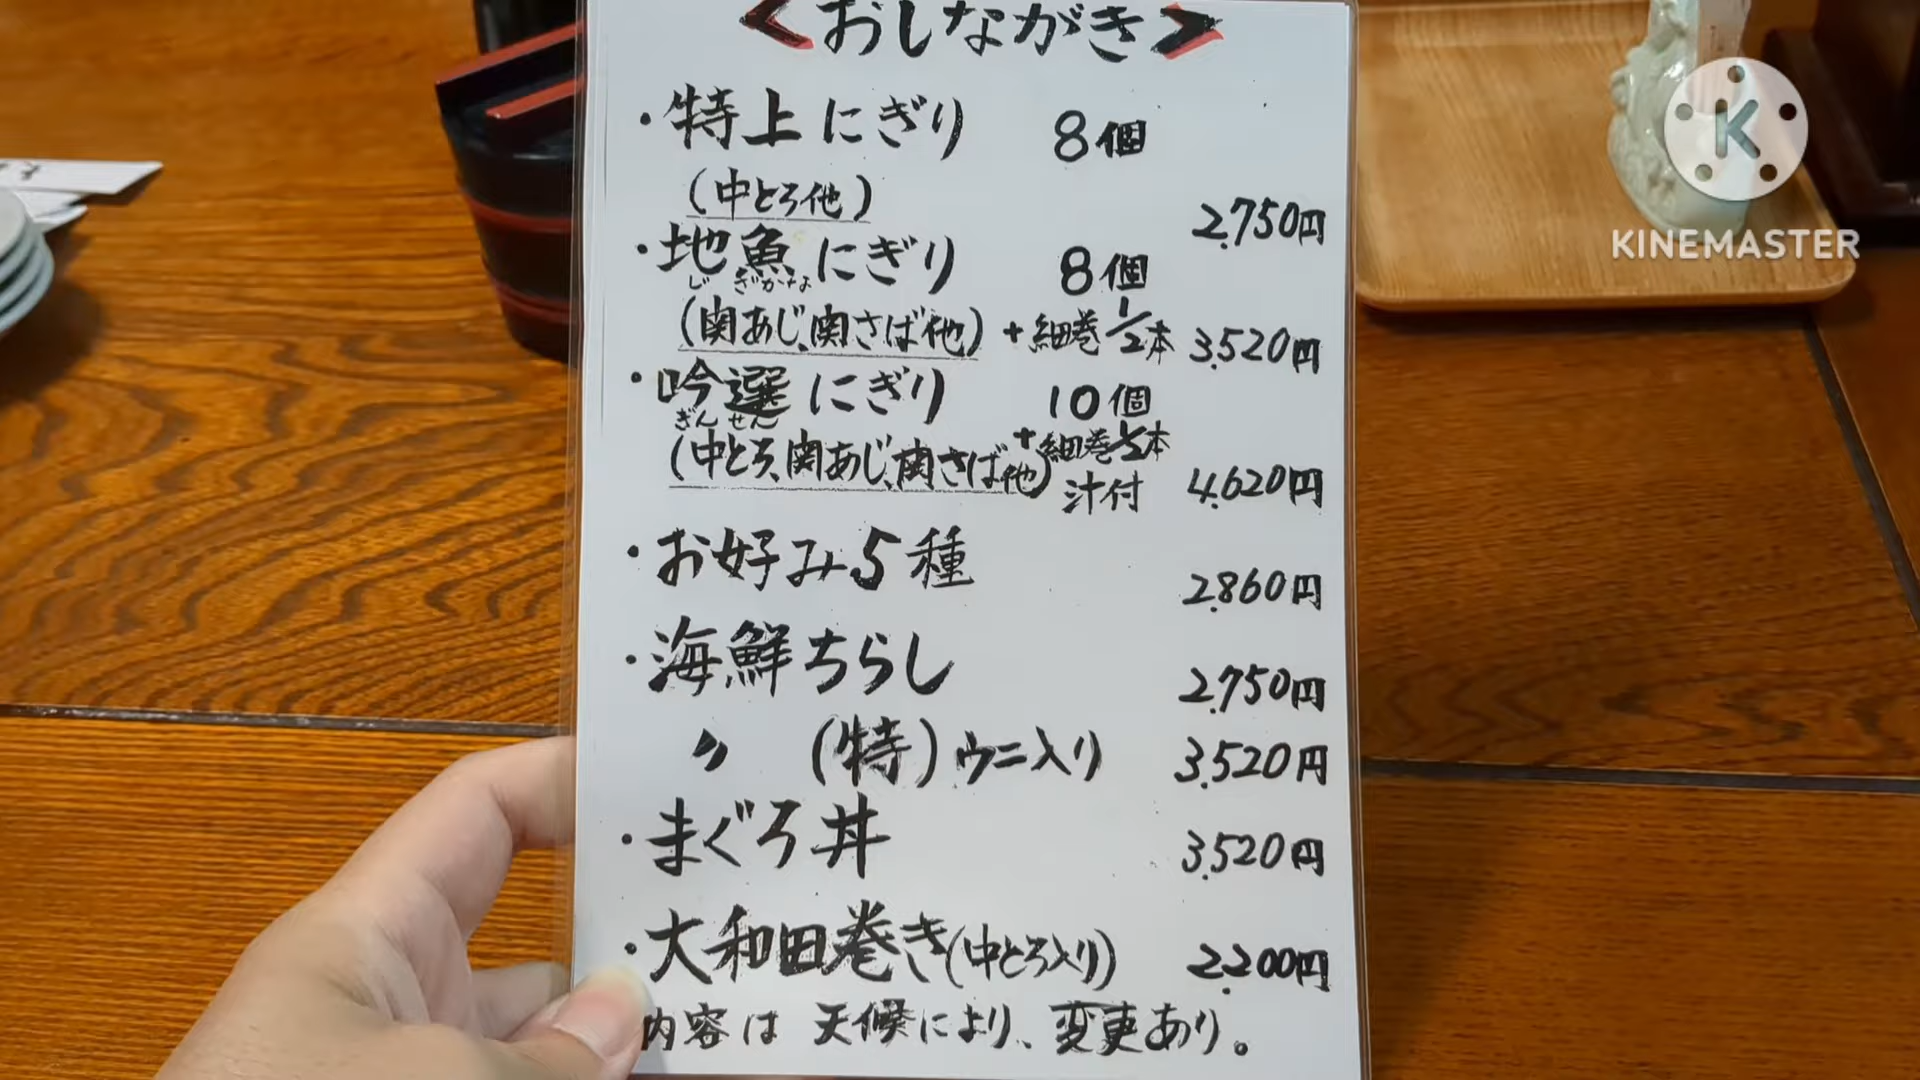 <おしながき>
・特上にぎり 8個
(中とろ他) 2,750円
・地魚にぎり 8個
じざかな
(関あじ、関さば他) +細巻1/2本 3,520円
・吟選にぎり 10個
ぎんせん
(中とろ、関あじ、関さば他) +細巻1/2本
汁付 4,620円
・お好み5種 2,860円
・海鮮ちらし 2,750円
〃 (特)ウニ入り 3,520円
・まぐろ丼 3,520円
・大和田巻き(中とろ入り) 2,200円
内容は天候により、変更あり。
K
KINEMASTER